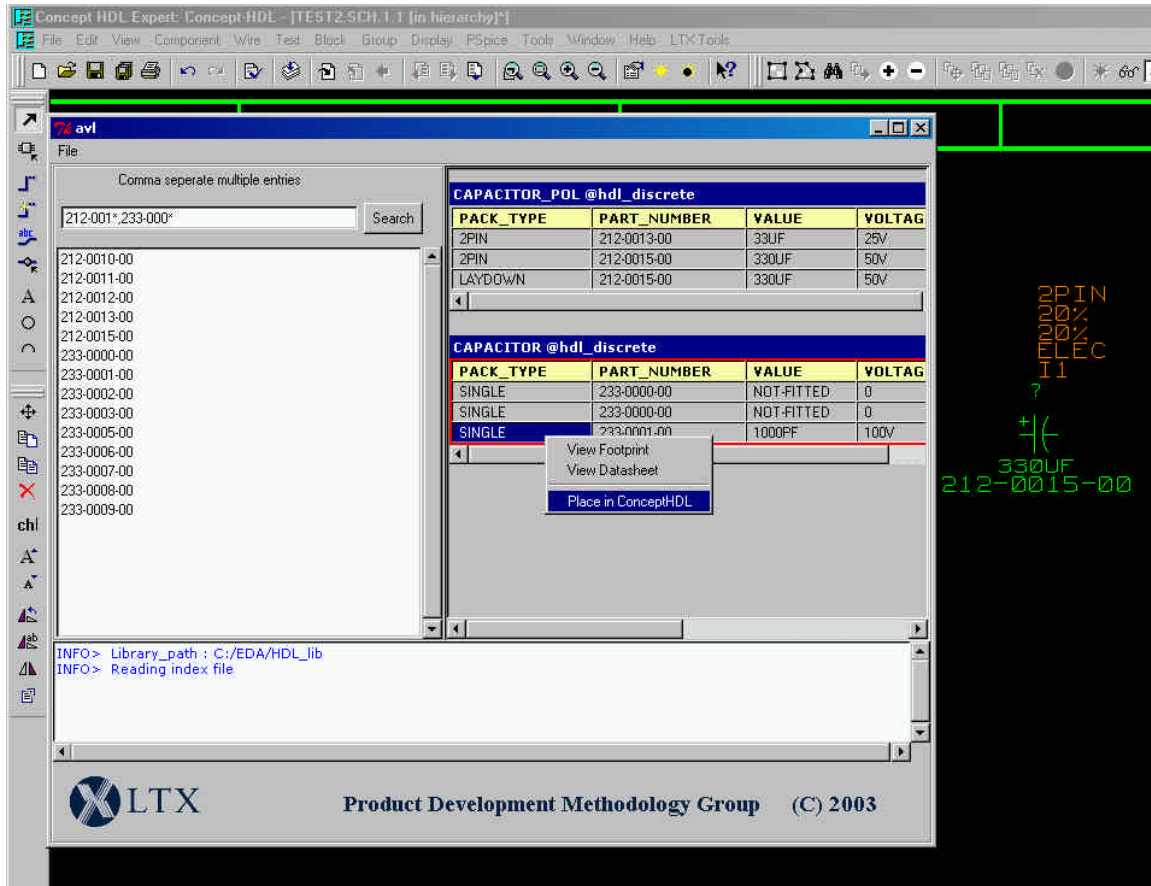 Concept HDL Expert: Concept-HDL - [TEST2.SCH.1.1 [in hierarchy]*]
File Edit View Component Wire Text Block Group Display PSpice Tools Window Help LTX Tools
avl
File
Comma seperate multiple entries
212-001*,233-000*
Search
212-0010-00
212-0011-00
212-0012-00
212-0013-00
212-0015-00
233-0000-00
233-0001-00
233-0002-00
233-0003-00
233-0005-00
233-0006-00
233-0007-00
233-0008-00
233-0009-00
CAPACITOR_POL @hdl_discrete
PACK_TYPE PART_NUMBER VALUE VOLTAG
2PIN 212-0013-00 33UF 25V
2PIN 212-0015-00 330UF 50V
LAYDOWN 212-0015-00 330UF 50V
CAPACITOR @hdl_discrete
PACK_TYPE PART_NUMBER VALUE VOLTAG
SINGLE 233-0000-00 NOT-FITTED 0
SINGLE 233-0000-00 NOT-FITTED 0
SINGLE 233-0001-00 1000PF 100V
View Footprint
View Datasheet
Place in ConceptHDL
INFO> Library_path : C:/EDA/HDL_lib
INFO> Reading index file
LTX Product Development Methodology Group (C) 2003
2PIN
20%
20%
ELEC
I1
?
+
330UF
212-0015-00
abc
A
chi
A
A
ab